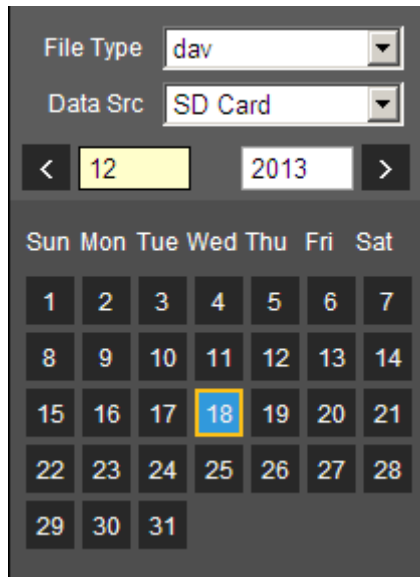 File Type dav
Data Src SD Card
< 12 2013 >
Sun Mon Tue Wed Thu Fri Sat
1 2 3 4 5 6 7
8 9 10 11 12 13 14
15 16 17 18 19 20 21
22 23 24 25 26 27 28
29 30 31